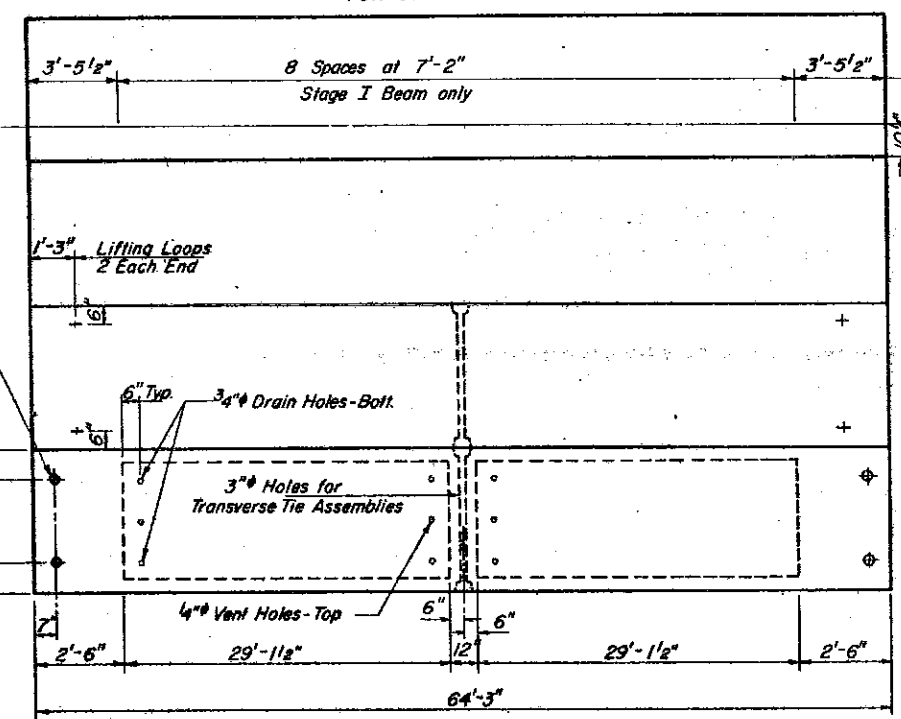 3'-5½" 8 Spaces at 7'-2" 3'-5½"
Stage I Beam only
1'-3" Lifting Loops
2 Each End
6"
6"
6" Typ. ¾"φ Drain Holes-Bott.
3"φ Holes for
Transverse Tie Assemblies
¼"φ Vent Holes-Top
6"
6"
7"
2'-6" 29'-1½" 12" 29'-1½" 2'-6"
64'-3"